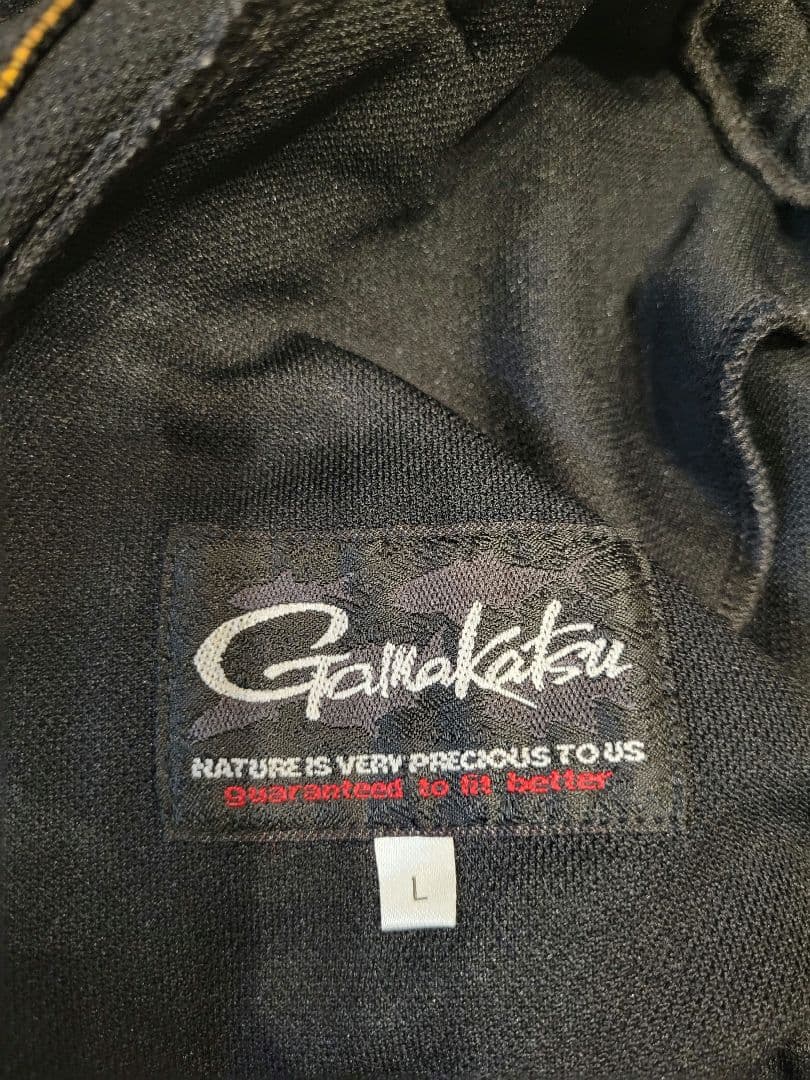 Gamakatsu
NATURE IS VERY PRECIOUS TO US
guaranteed to fit better
L